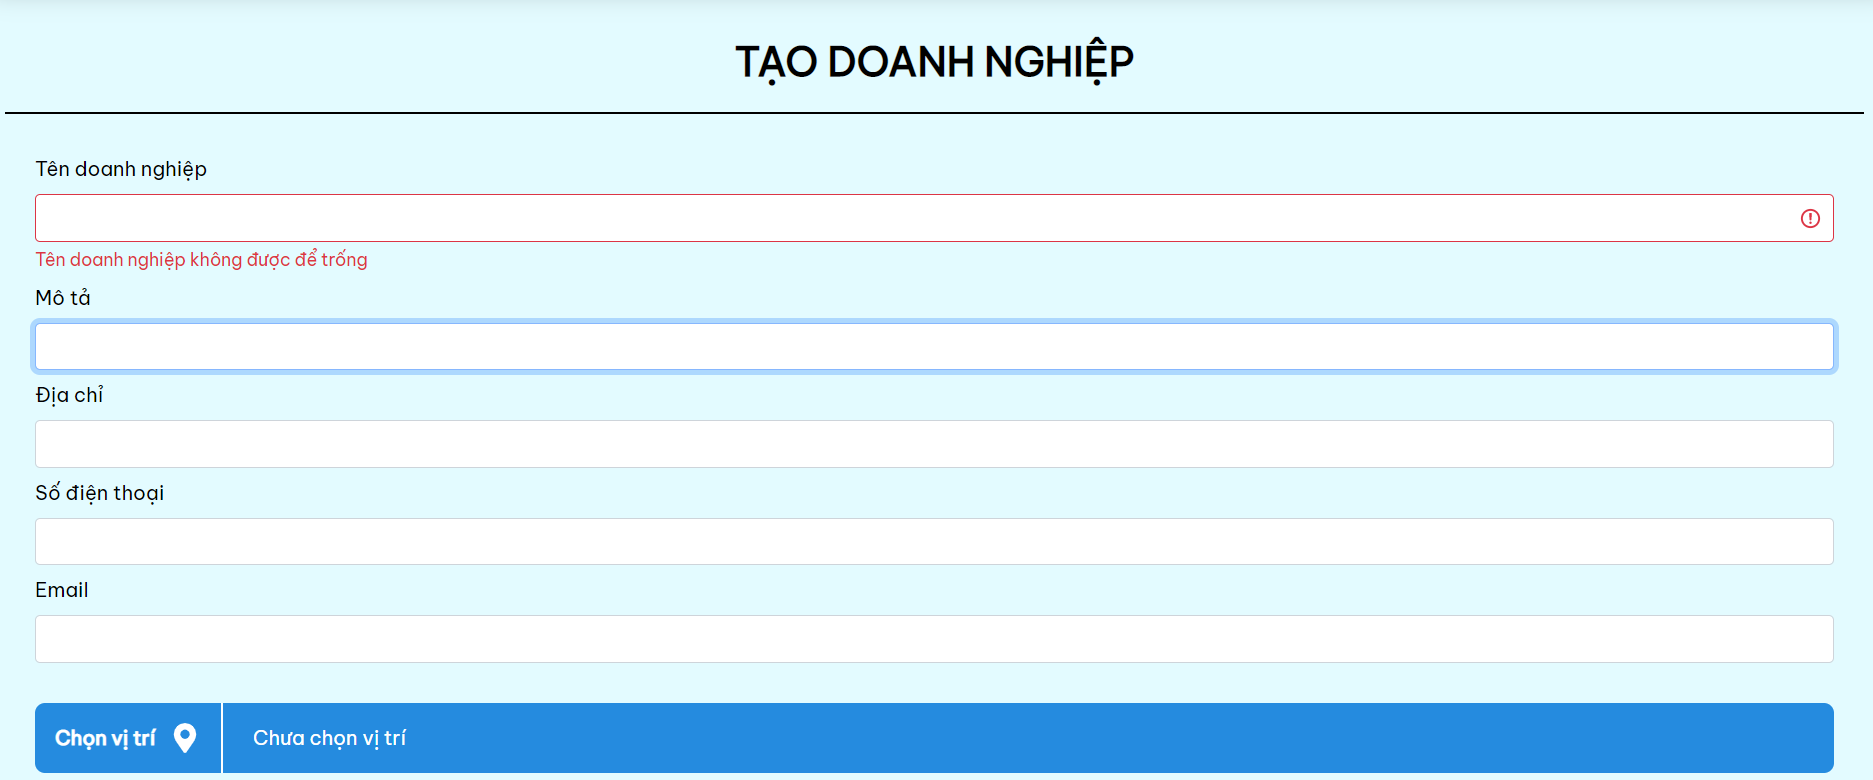 TẠO DOANH NGHIỆP
Tên doanh nghiệp
Tên doanh nghiệp không được để trống
Mô tả
Địa chỉ
Số điện thoại
Email
Chọn vị trí Chưa chọn vị trí